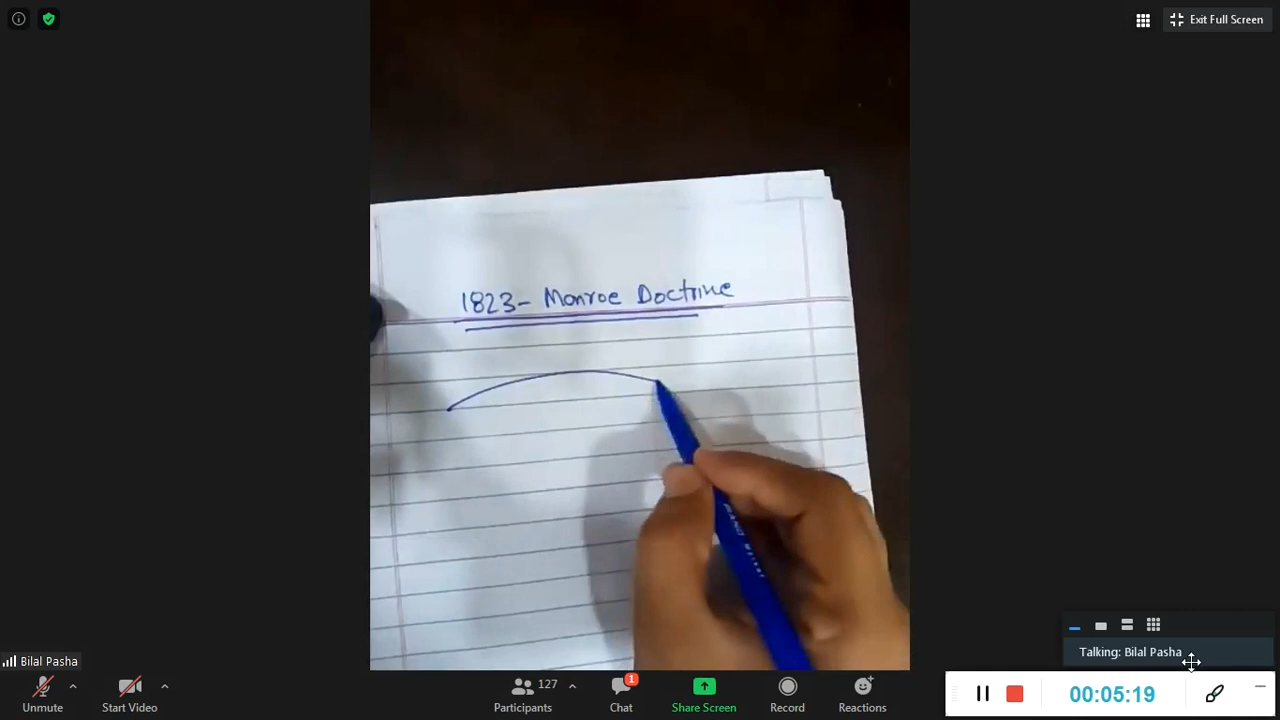 Exit Full Screen
1823- Monroe Doctrine
Talking: Bilal Pasha
Bilal Pasha
Unmute
Start Video
127
Participants
1
Chat
Share Screen
Record
Reactions
00:05:19